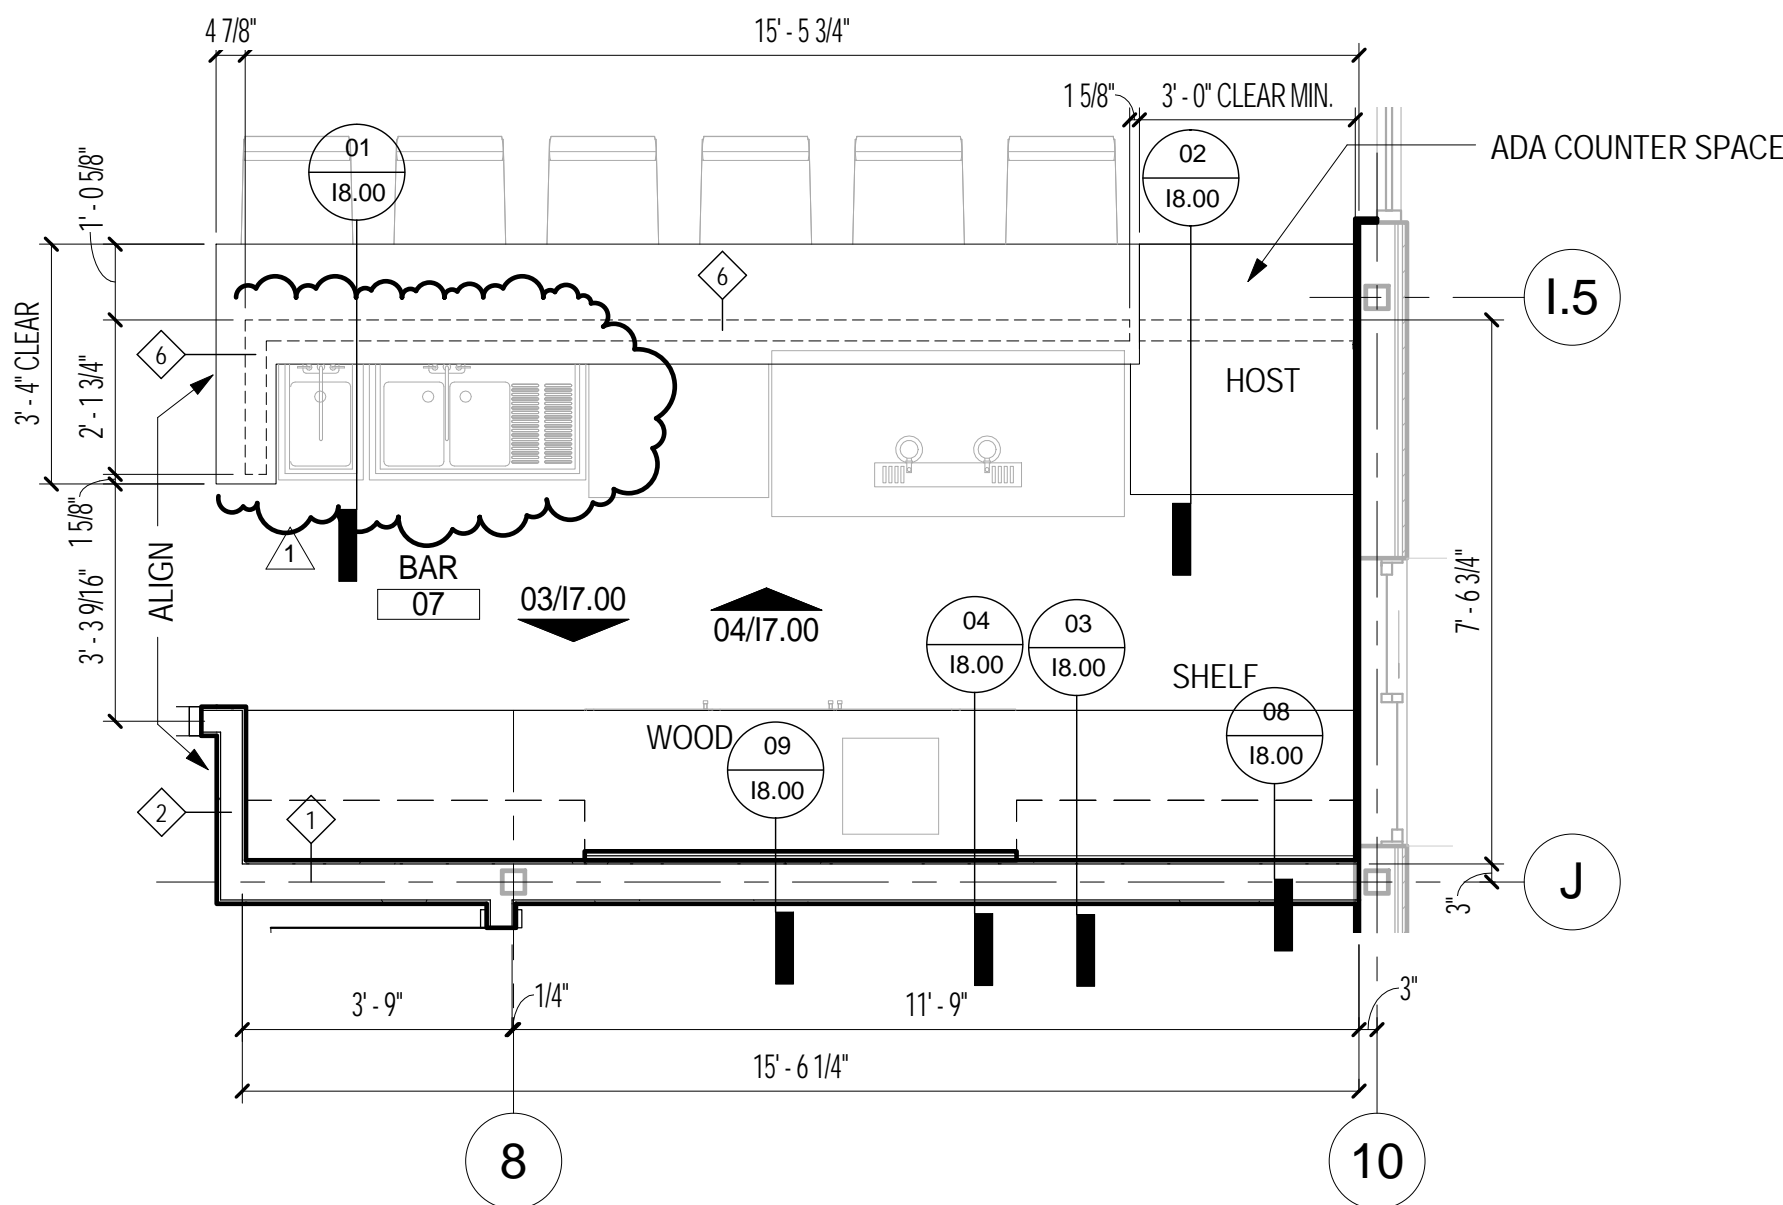 4 7/8"
15' - 5 3/4"
1 5/8"
3' - 0" CLEAR MIN.
ADA COUNTER SPACE
01
I8.00
02
I8.00
1' - 0 5/8"
3' - 4" CLEAR
2' - 1 3/4"
1 5/8"
3' - 3 9/16"
ALIGN
6
6
I.5
HOST
1
BAR
07
03/I7.00
04/I7.00
04
I8.00
03
I8.00
SHELF
08
I8.00
WOOD
09
I8.00
7' - 6 3/4"
2
1
J
3"
3' - 9"
1/4"
11' - 9"
3"
15' - 6 1/4"
8
10